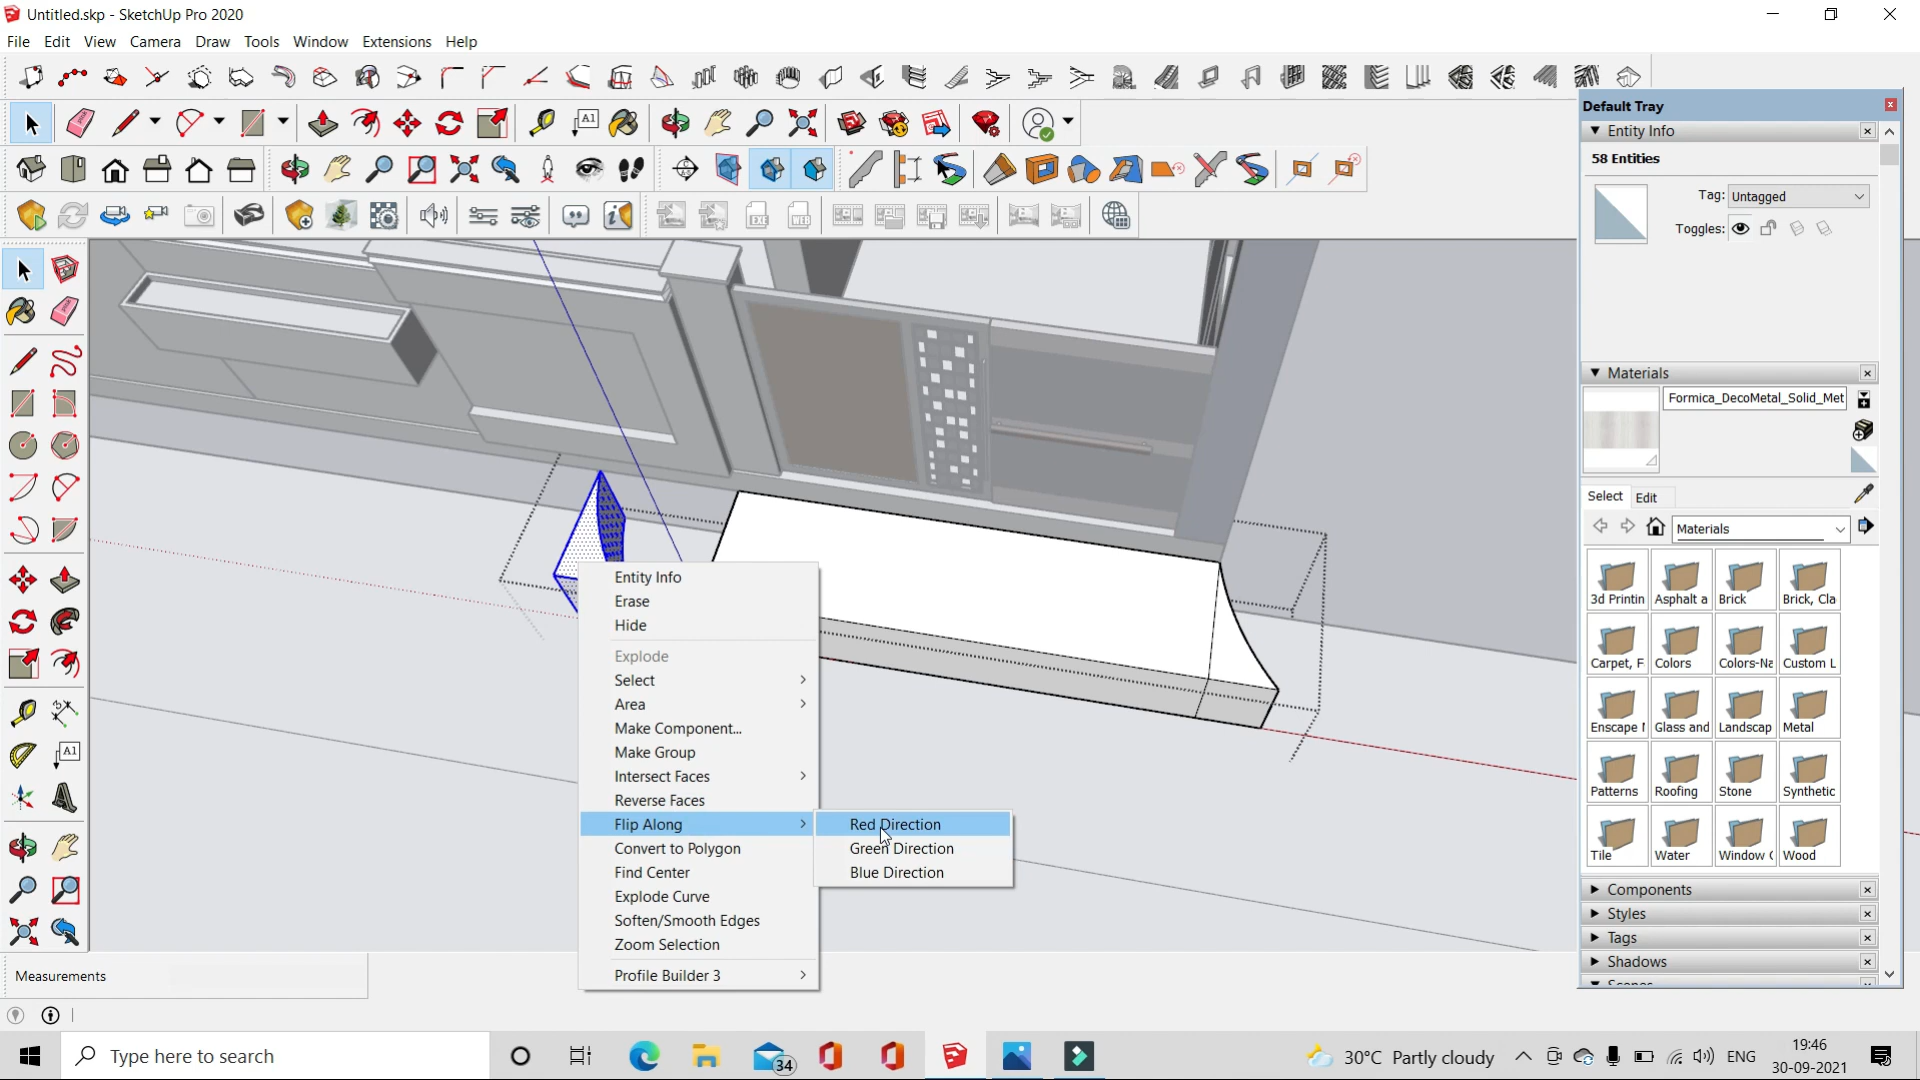 Untitled.skp - SketchUp Pro 2020
File Edit View Camera Draw Tools Window Extensions Help
Default Tray
Entity Info
58 Entities
Tag: Untagged
Toggles:
Materials
Formica_DecoMetal_Solid_Met
Select Edit
Materials
3d Printin Asphalt a Brick Brick, Cla
Carpet, F Colors Colors-Na Custom L
Enscape Glass and Landscap Metal
Patterns Roofing Stone Synthetic
Tile Water Window Wood
Components
Styles
Tags
Shadows
Scenes
Entity Info
Erase
Hide
Explode
Select
Area
Make Component...
Make Group
Intersect Faces
Reverse Faces
Flip Along
Convert to Polygon
Find Center
Explode Curve
Soften/Smooth Edges
Zoom Selection
Profile Builder 3
Red Direction
Green Direction
Blue Direction
Measurements
Type here to search
34
30°C Partly cloudy
ENG
19:46
30-09-2021